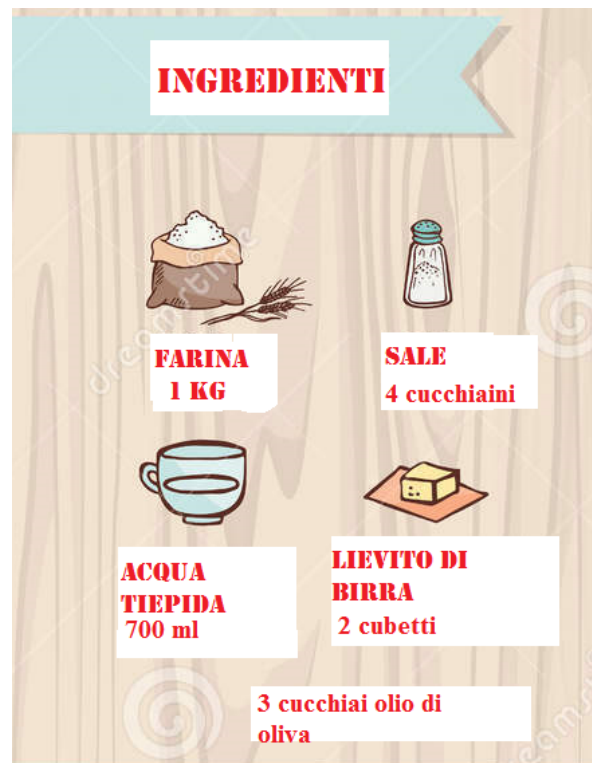 INGREDIENTI
FARINA
1 KG
SALE
4 cucchiaini
ACQUA
TIEPIDA
700 ml
LIEVITO DI
BIRRA
2 cubetti
3 cucchiai olio di
oliva
dreamstime